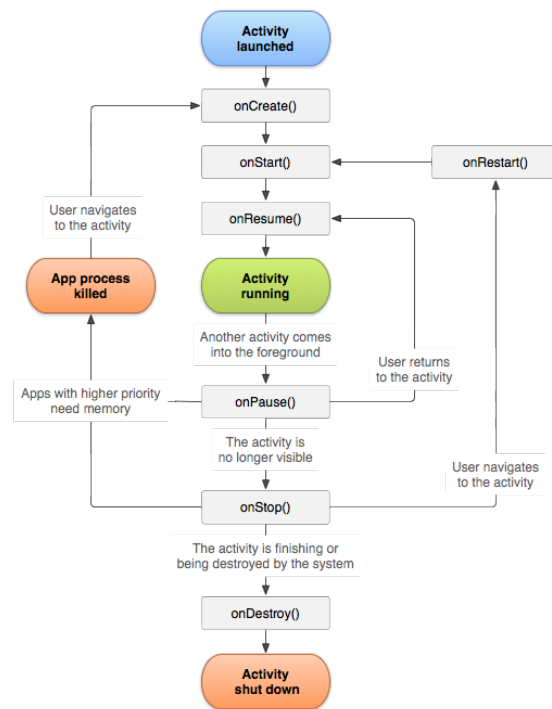 Activity
launched
onCreate()
onStart()
onRestart()
User navigates
to the activity
onResume()
App process
killed
Activity
running
Another activity comes
into the foreground
User returns
to the activity
Apps with higher priority
need memory
onPause()
The activity is
no longer visible
User navigates
to the activity
onStop()
The activity is finishing or
being destroyed by the system
onDestroy()
Activity
shut down